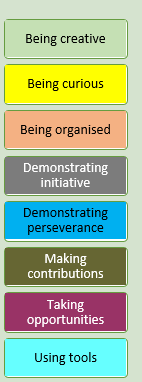 Being creative
Being curious
Being organised
Demonstrating
initiative
Demonstrating
perseverance
Making
contributions
Taking
opportunities
Using tools